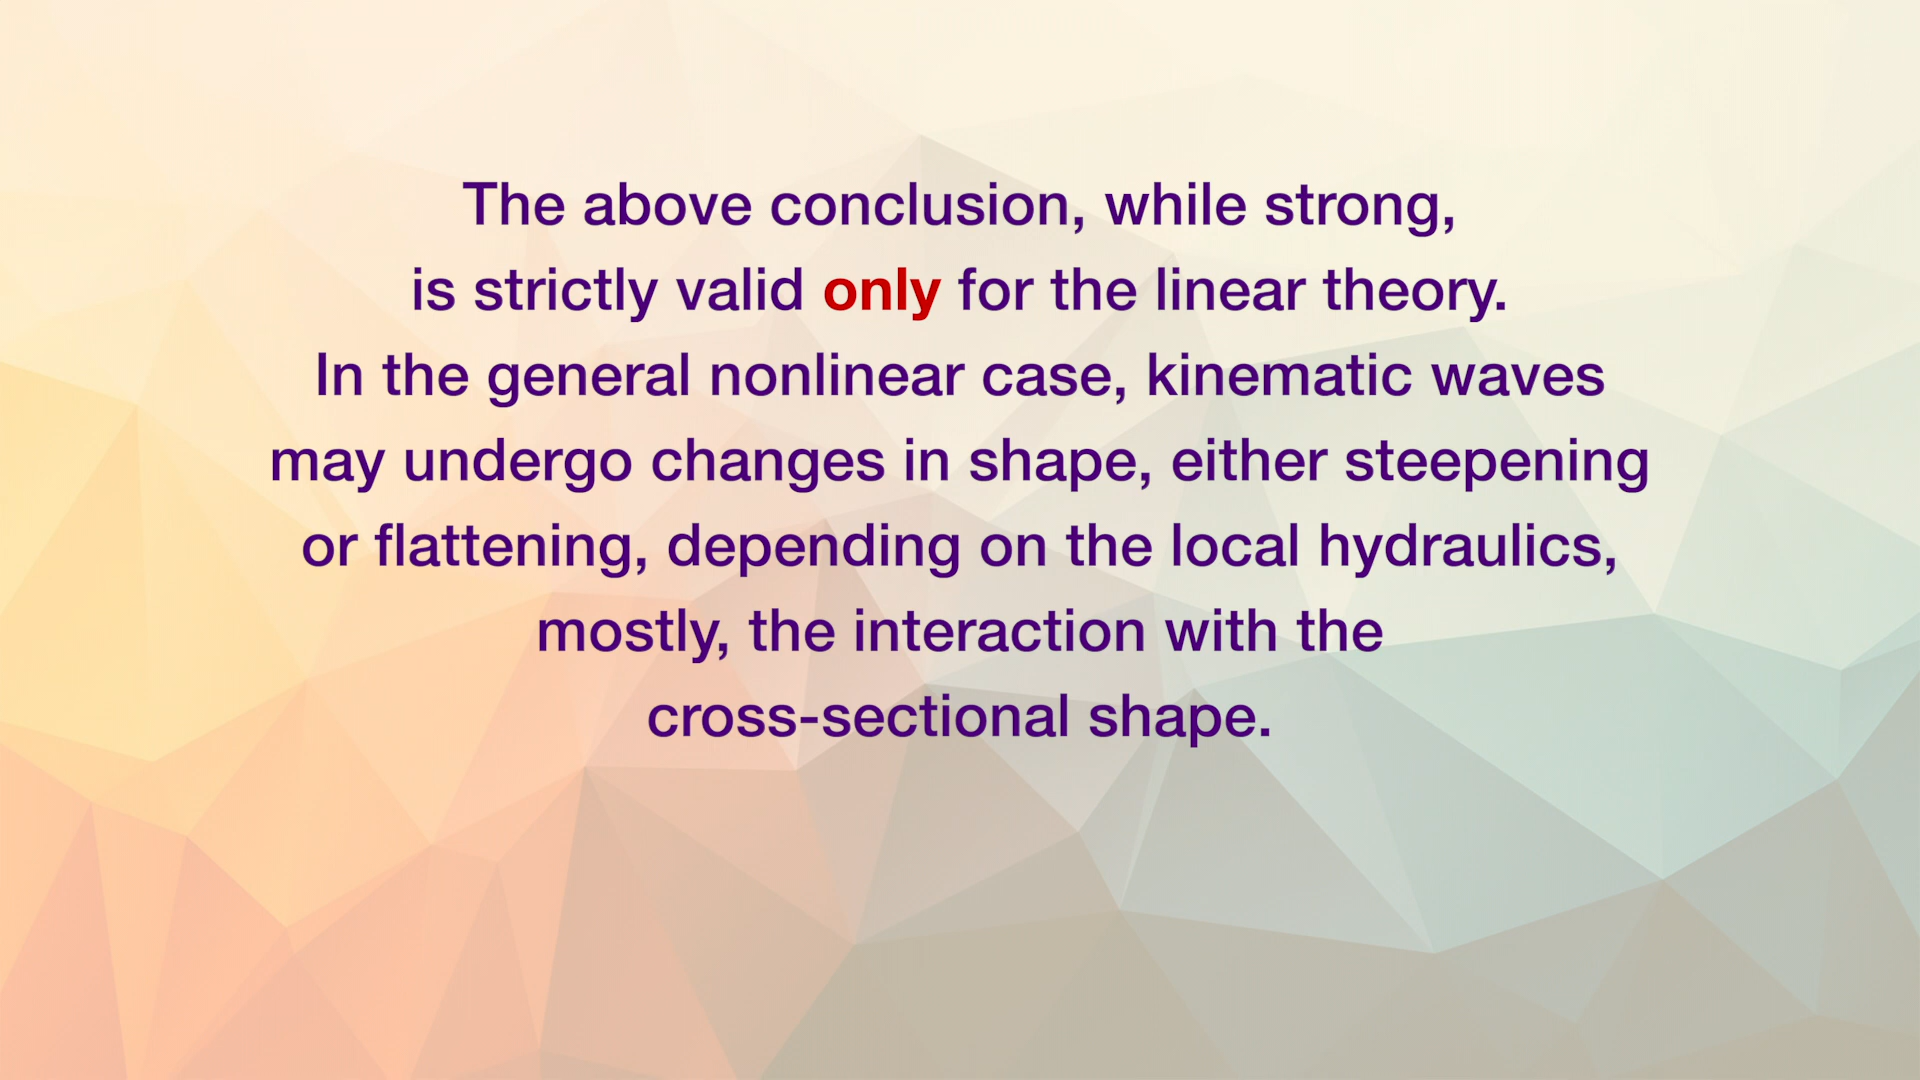 The above conclusion, while strong,
is strictly valid only for the linear theory.
In the general nonlinear case, kinematic waves
may undergo changes in shape, either steepening
or flattening, depending on the local hydraulics,
mostly, the interaction with the
cross-sectional shape.